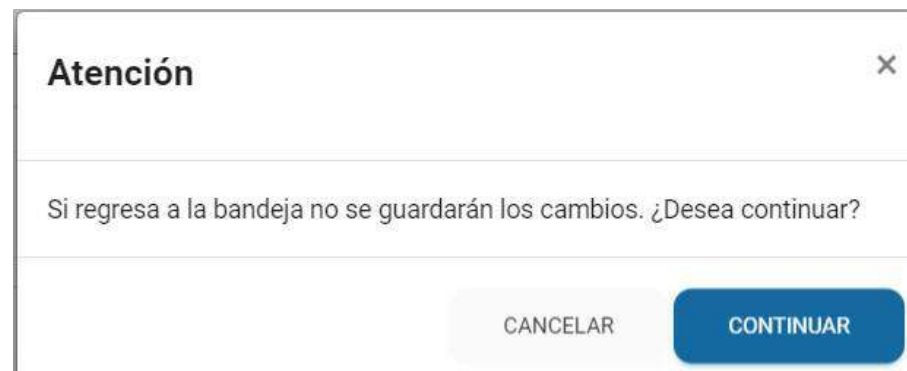 Atención
Si regresa a la bandeja no se guardarán los cambios. ¿Desea continuar?
CANCELAR CONTINUAR